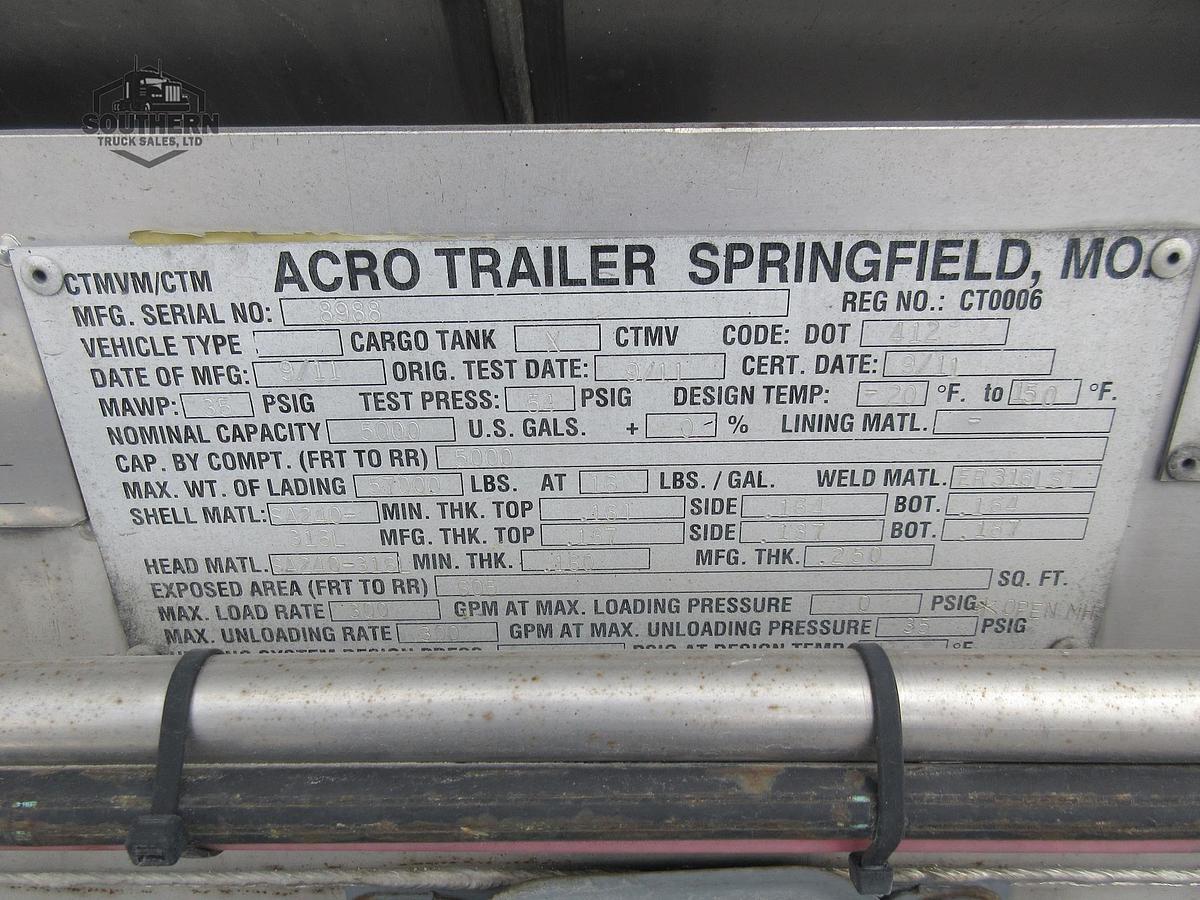 SOUTHERN
TRUCK SALES, LTD
ACRO TRAILER SPRINGFIELD, MO.
CTMVM/CTM
MFG. SERIAL NO: 8988 REG NO.: CT0006
VEHICLE TYPE CARGO TANK X CTMV CODE: DOT 412
DATE OF MFG: 9/11 ORIG. TEST DATE: 9/11 CERT. DATE: 9/11
MAWP: 35 PSIG TEST PRESS: PSIG DESIGN TEMP: -20 °F. to 150 °F.
NOMINAL CAPACITY 5000 U.S. GALS. + 0- % LINING MATL. -
CAP. BY COMPT. (FRT TO RR) 5000
MAX. WT. OF LADING LBS. AT LBS. / GAL. WELD MATL.
SHELL MATL: SA240- MIN. THK. TOP SIDE BOT.
316L MFG. THK. TOP .187 SIDE .187 BOT. .187
HEAD MATL. SA240-316L MIN. THK. MFG. THK. .250
EXPOSED AREA (FRT TO RR) 605 SQ. FT.
MAX. LOAD RATE 300 GPM AT MAX. LOADING PRESSURE 0 PSIG * OPEN MH
MAX. UNLOADING RATE 300 GPM AT MAX. UNLOADING PRESSURE 35 PSIG